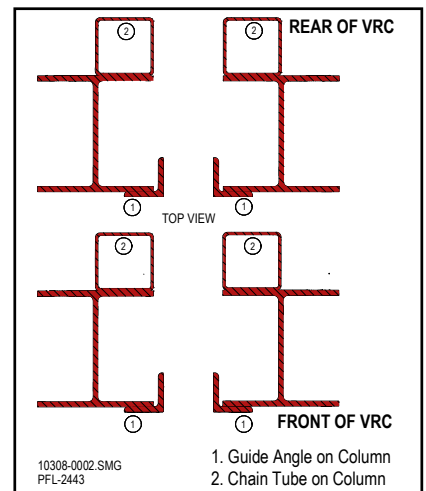 2 2 REAR OF VRC
1 1
TOP VIEW
2 2
1 1 FRONT OF VRC
1. Guide Angle on Column
10308-0002.SMG
PFL-2443 2. Chain Tube on Column